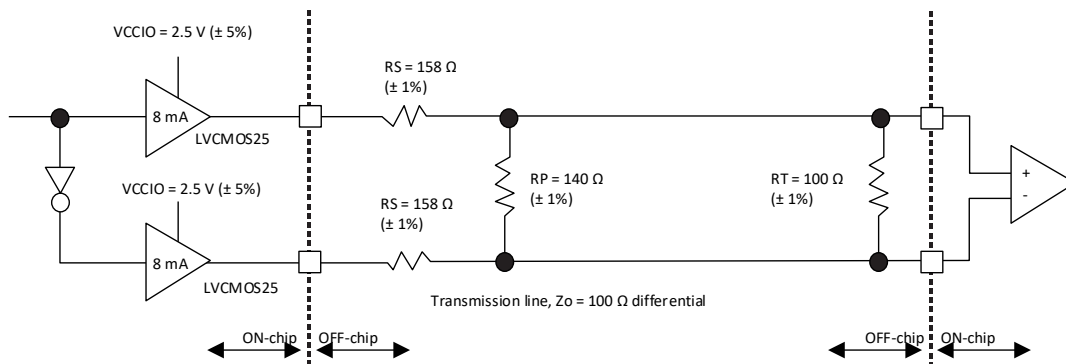 VCCIO = 2.5 V (± 5%)
8 mA
LVCMOS25
VCCIO = 2.5 V (± 5%)
8 mA
LVCMOS25
RS = 158 Ω
(± 1%)
RS = 158 Ω
(± 1%)
RP = 140 Ω
(± 1%)
RT = 100 Ω
(± 1%)
+
-
Transmission line, Zo = 100 Ω differential
ON-chip
OFF-chip
OFF-chip
ON-chip